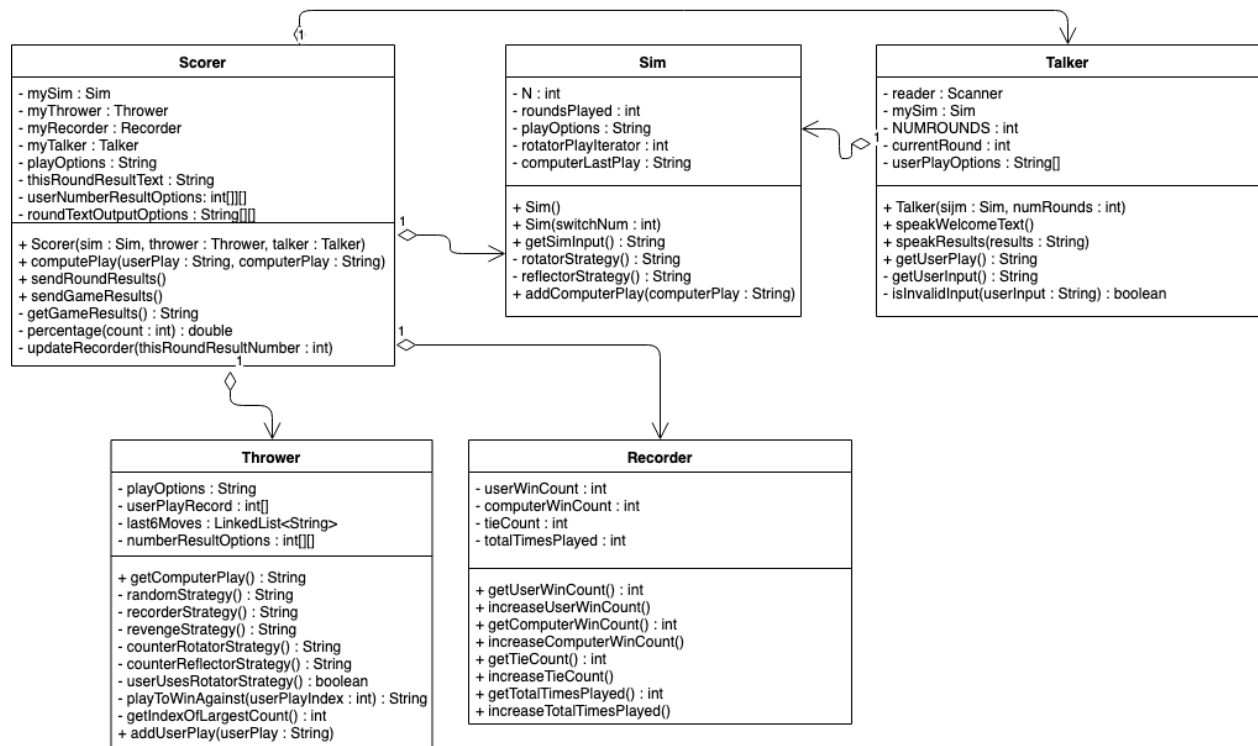 1
Scorer
- mySim : Sim
- myThrower : Thrower
- myRecorder : Recorder
- myTalker : Talker
- playOptions : String
- thisRoundResultText : String
- userNumberResultOptions: int[]][]
- roundTextOutputOptions : String[][]
+ Scorer(sim : Sim, thrower : Thrower, talker : Talker)
+ computePlay(userPlay : String, computerPlay : String)
+ sendRoundResults()
+ sendGameResults()
- getGameResults() : String
- percentage(count : int) : double
- updateRecorder(thisRoundResultNumber : int)
1
1
1
Sim
- N : int
- roundsPlayed : int
- playOptions : String
- rotatorPlayIterator : int
- computerLastPlay : String
+ Sim()
+ Sim(switchNum : int)
+ getSimInput() : String
- rotatorStrategy() : String
- reflectorStrategy() : String
+ addComputerPlay(computerPlay : String)
1
Talker
- reader : Scanner
- mySim : Sim
- NUMROUNDS : int
- currentRound : int
- userPlayOptions : String[]
+ Talker(sijm : Sim, numRounds : int)
+ speakWelcomeText()
+ speakResults(results : String)
+ getUserPlay() : String
- getUserInput() : String
- isInvalidInput(userInput : String) : boolean
Thrower
- playOptions : String
- userPlayRecord : int[]
- last6Moves : LinkedList<String>
- numberResultOptions : int[][]
+ getComputerPlay() : String
- randomStrategy() : String
- recorderStrategy() : String
- revengeStrategy() : String
- counterRotatorStrategy() : String
- counterReflectorStrategy() : String
- userUsesRotatorStrategy() : boolean
- playToWinAgainst(userPlayIndex : int) : String
- getIndexOfLargestCount() : int
+ addUserPlay(userPlay : String)
Recorder
- userWinCount : int
- computerWinCount : int
- tieCount : int
- totalTimesPlayed : int
+ getUserWinCount() : int
+ increaseUserWinCount()
+ getComputerWinCount() : int
+ increaseComputerWinCount()
+ getTieCount() : int
+ increaseTieCount()
+ getTotalTimesPlayed() : int
+ increaseTotalTimesPlayed()